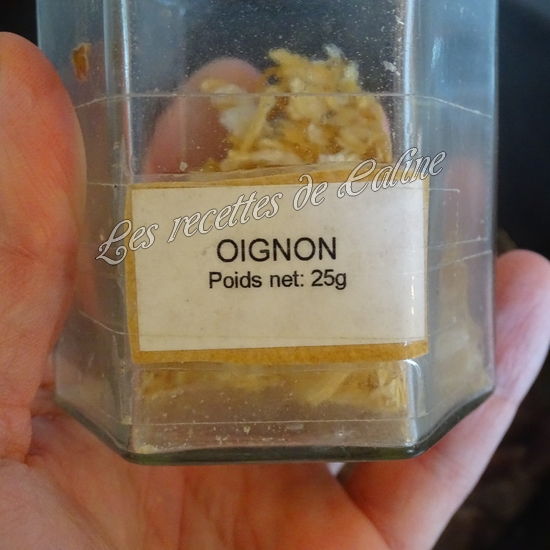 Les recettes de Caline
OIGNON
Poids net: 25g